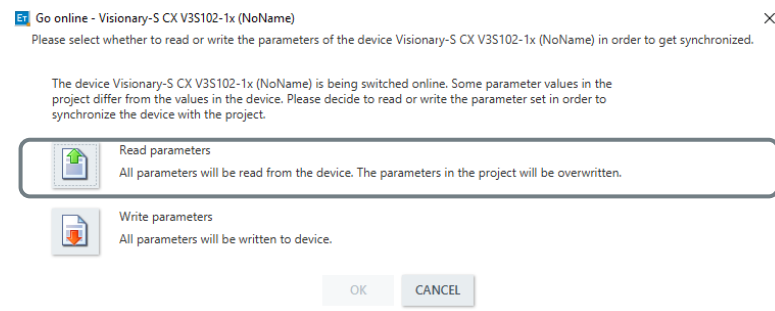 ET Go online - Visionary-S CX V3S102-1x (NoName)
Please select whether to read or write the parameters of the device Visionary-S CX V3S102-1x (NoName) in order to get synchronized.
The device Visionary-S CX V3S102-1x (NoName) is being switched online. Some parameter values in the
project differ from the values in the device. Please decide to read or write the parameter set in order to
synchronize the device with the project.
Read parameters
All parameters will be read from the device. The parameters in the project will be overwritten.
Write parameters
All parameters will be written to device.
OK CANCEL